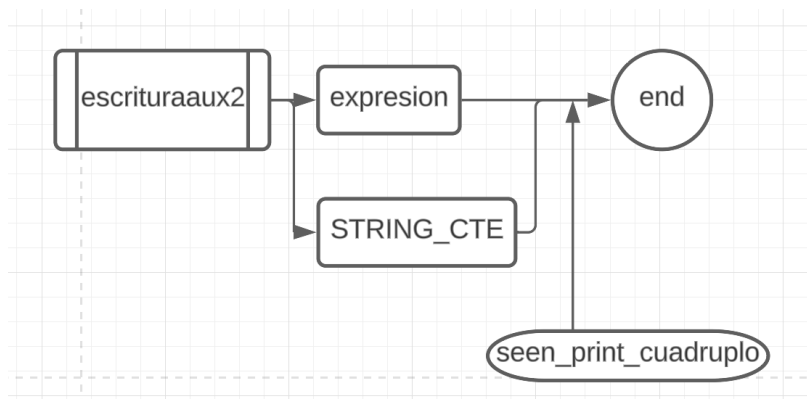 escrituraaux2
expresion
end
STRING_CTE
seen_print_cuadruplo